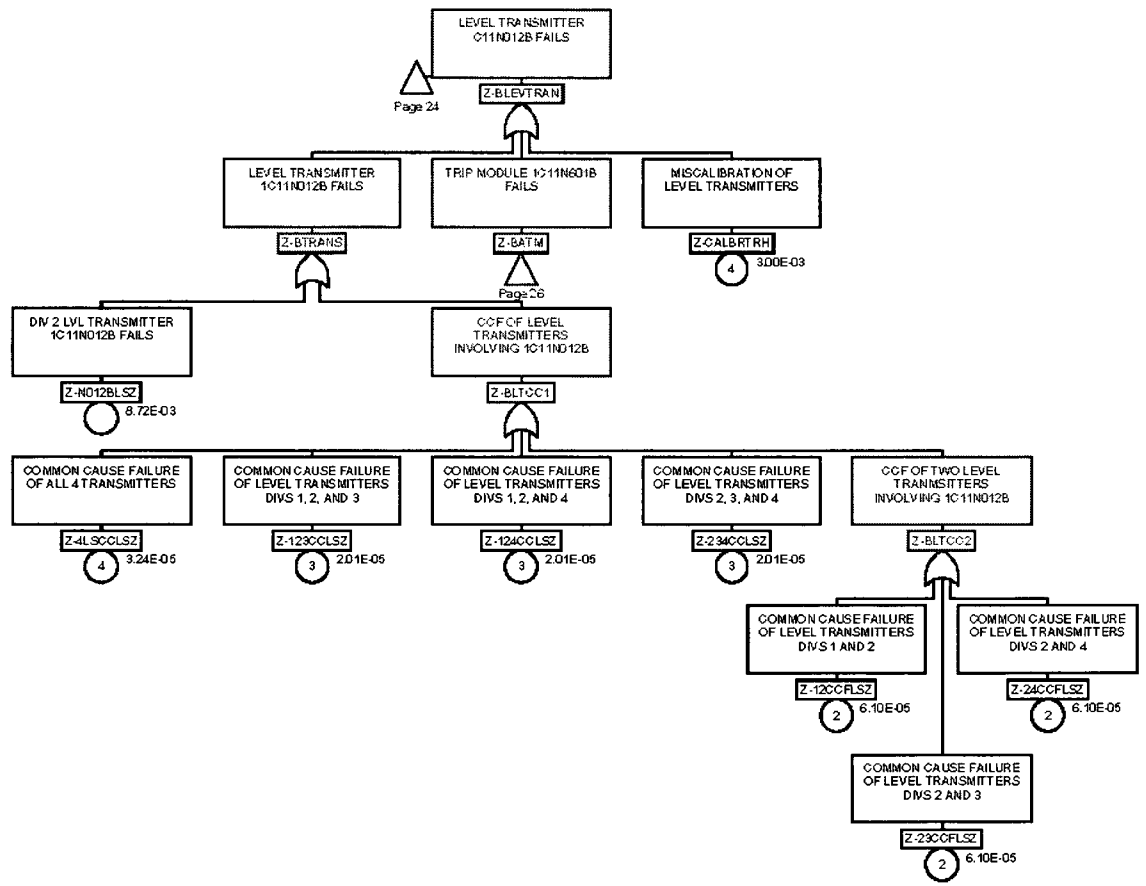 LEVEL TRANSMITTER
C11N012B FAILS
Page 24
Z-BLEVTRAN
LEVEL TRANSMITTER
1C11N012B FAILS
TRIP MODULE 1C11N601B
FAILS
MISCALIBRATION OF
LEVEL TRANSMITTERS
Z-BTRANS
Z-BATM
Z-CALBRTRH
Page 26
4
3.00E-03
DIV 2 LVL TRANSMITTER
1C11N012B FAILS
CCF OF LEVEL
TRANSMITTERS
INVOLVING 1C11N012B
Z-N012BLSZ
8.72E-03
Z-BLTCC1
COMMON CAUSE FAILURE
OF ALL 4 TRANSMITTERS
COMMON CAUSE FAILURE
OF LEVEL TRANSMITTERS
DIVS 1, 2, AND 3
COMMON CAUSE FAILURE
OF LEVEL TRANSMITTERS
DIVS 1, 2, AND 4
COMMON CAUSE FAILURE
OF LEVEL TRANSMITTERS
DIVS 2, 3, AND 4
CCF OF TWO LEVEL
TRANMSITTERS
INVOLVING 1C11N012B
Z-4LSCCLSZ
4
3.24E-05
Z-123CCLSZ
3
2.01E-05
Z-124CCLSZ
3
2.01E-05
Z-234CCLSZ
3
2.01E-05
Z-BLTCC2
COMMON CAUSE FAILURE
OF LEVEL TRANSMITTERS
DIVS 1 AND 2
COMMON CAUSE FAILURE
OF LEVEL TRANSMITTERS
DIVS 2 AND 4
Z-12CCFLSZ
2
6.10E-05
Z-24CCFLSZ
2
6.10E-05
COMMON CAUSE FAILURE
OF LEVEL TRANSMITTERS
DIVS 2 AND 3
Z-23CCFLSZ
2
6.10E-05